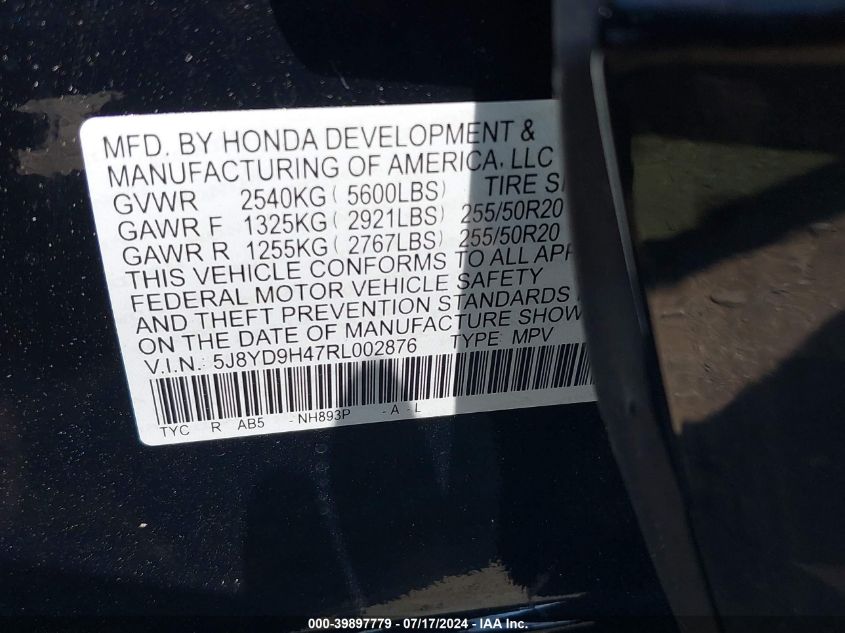 MFD. BY HONDA DEVELOPMENT &
MANUFACTURING OF AMERICA, LLC
GVWR 2540KG ( 5600LBS ) TIRE
GAWR F 1325KG ( 2921LBS ) 255/50R20
GAWR R 1255KG ( 2767LBS ) 255/50R20
THIS VEHICLE CONFORMS TO ALL
FEDERAL MOTOR VEHICLE SAFETY
AND THEFT PREVENTION STANDARDS
ON THE DATE OF MANUFACTURE
V.I.N.: 5J8YD9H47RL002876 TYPE: MPV
TYC R AB5 -NH893P -A-L
000-39897779 - 07/17/2024 - IAA Inc.